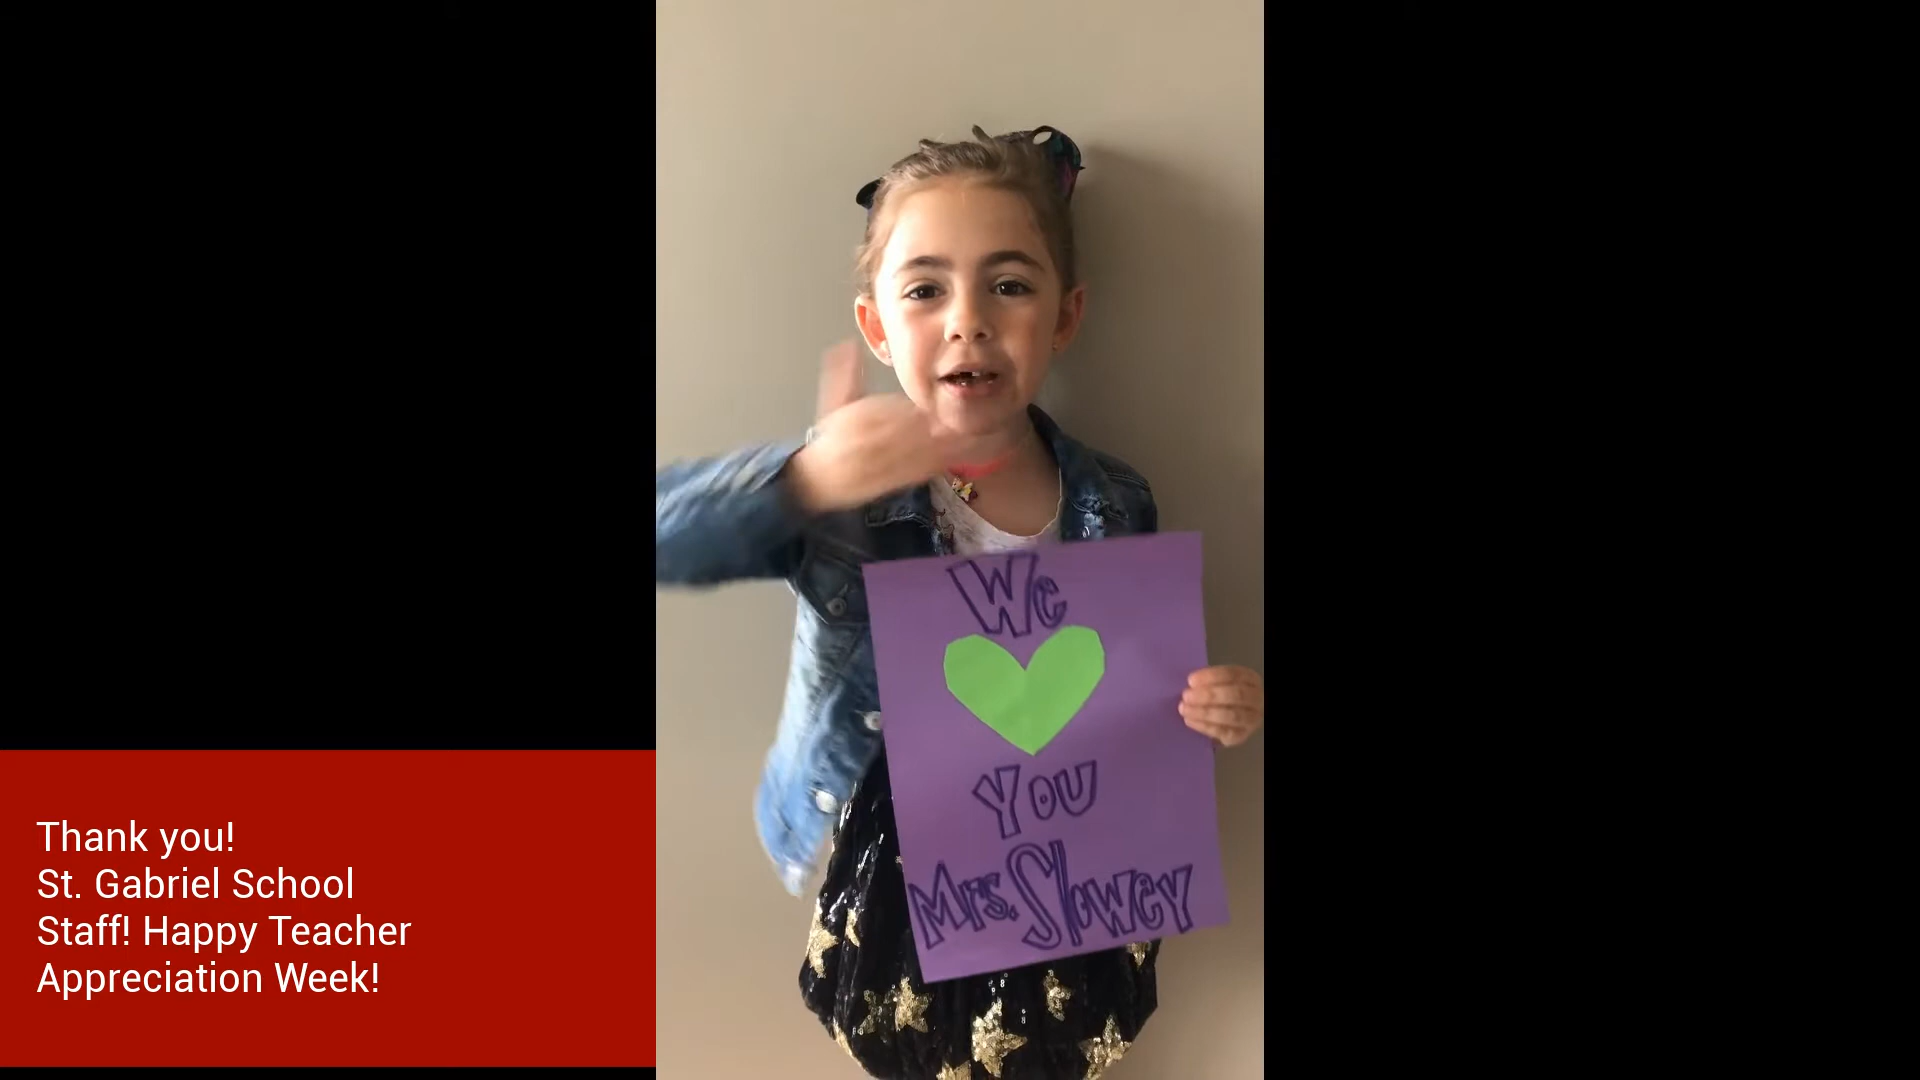 Thank you!
St. Gabriel School
Staff! Happy Teacher
Appreciation Week!
We
You
Mrs. Slowey